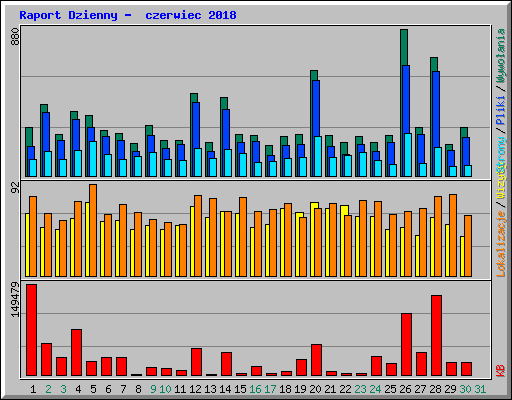 Raport Dzienny - czerwiec 2018
880
92
149479
Wywolania
/ Pliki /
Strony
Lokalizacje /
KB
1 2 3 4 5 6 7 8 9 10 11 12 13 14 15 16 17 18 19 20 21 22 23 24 25 26 27 28 29 30 31